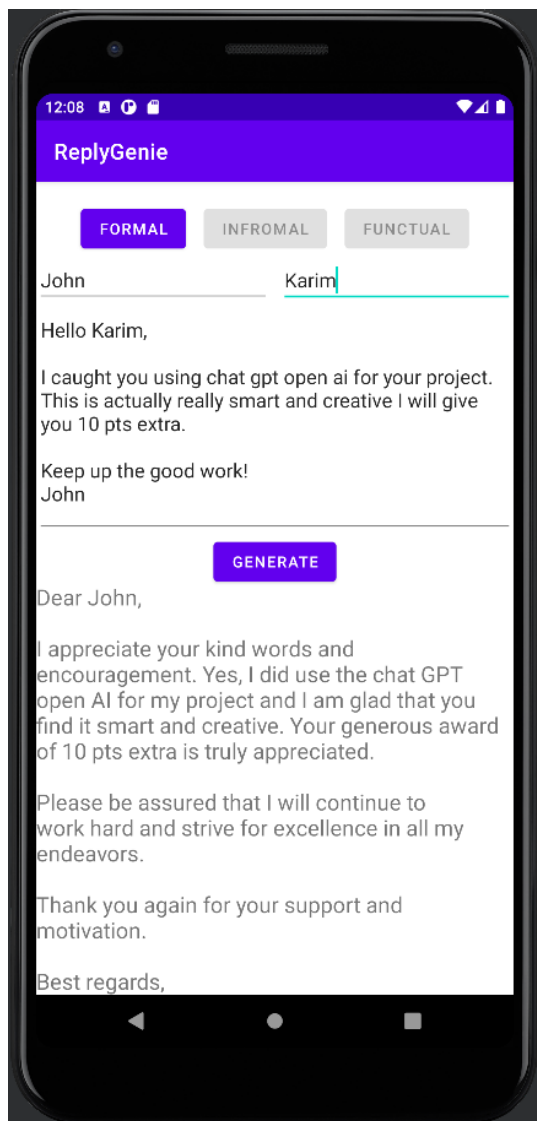 12:08
ReplyGenie
FORMAL INFROMAL FUNCTUAL
John Karim
Hello Karim,
I caught you using chat gpt open ai for your project.
This is actually really smart and creative I will give
you 10 pts extra.
Keep up the good work!
John
GENERATE
Dear John,
I appreciate your kind words and
encouragement. Yes, I did use the chat GPT
open AI for my project and I am glad that you
find it smart and creative. Your generous award
of 10 pts extra is truly appreciated.
Please be assured that I will continue to
work hard and strive for excellence in all my
endeavors.
Thank you again for your support and
motivation.
Best regards,